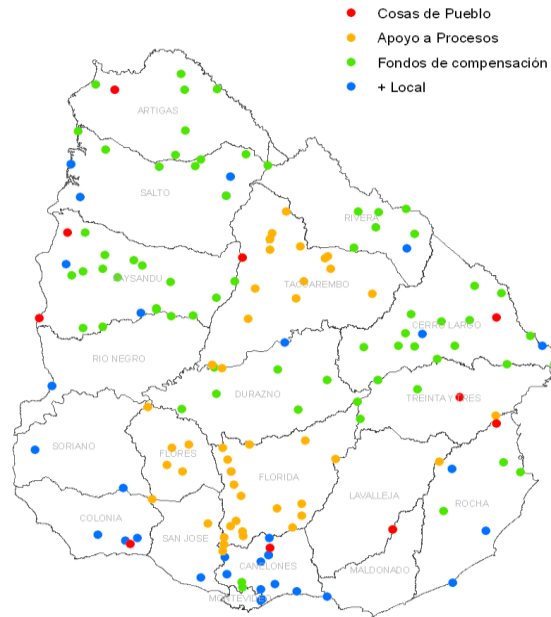 Cosas de Pueblo
Apoyo a Procesos
Fondos de compensación
+ Local
ARTIGAS
SALTO
RIVERA
PAYSANDU
TACUAREMBO
CERRO LARGO
RIO NEGRO
DURAZNO
TREINTA Y TRES
SORIANO
FLORES
FLORIDA
LAVALLEJA
ROCHA
COLONIA
SAN JOSE
CANELONES
MALDONADO
MONTEVIDEO